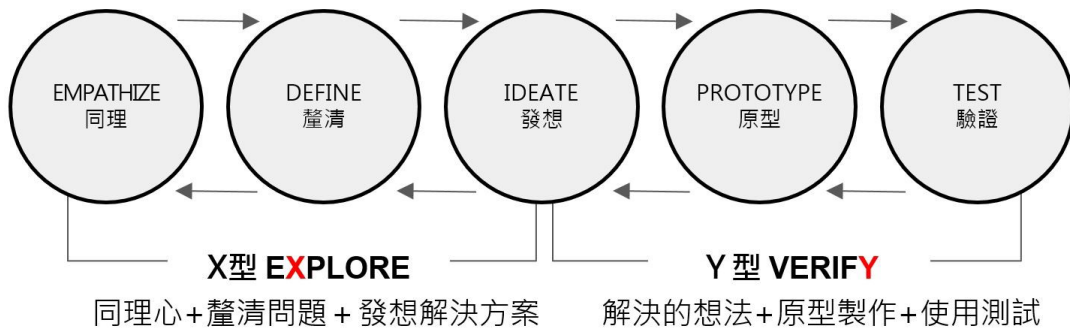 EMPATHIZE
同理
DEFINE
釐清
IDEATE
發想
PROTOTYPE
原型
TEST
驗證
X型 EXPLORE
同理心+釐清問題 + 發想解決方案
Y 型 VERIFY
解決的想法+原型製作+使用測試